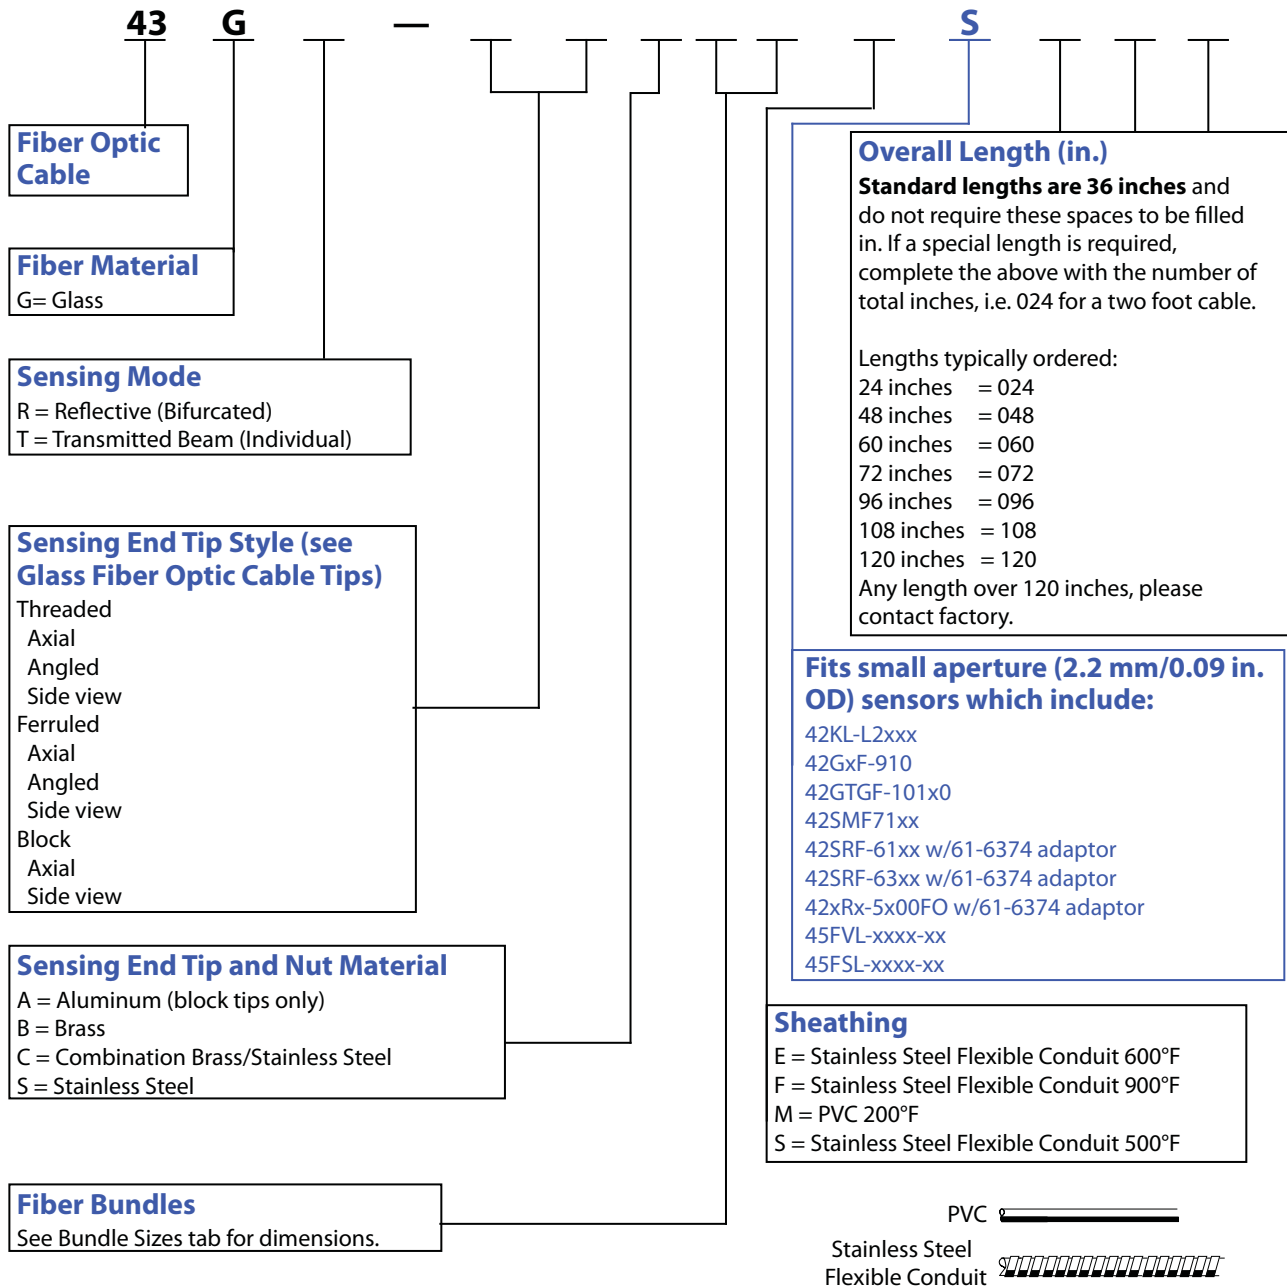 43 G — S
Fiber Optic
Cable
Fiber Material
G= Glass
Sensing Mode
R = Reflective (Bifurcated)
T = Transmitted Beam (Individual)
Sensing End Tip Style (see
Glass Fiber Optic Cable Tips)
Threaded
Axial
Angled
Side view
Ferruled
Axial
Angled
Side view
Block
Axial
Side view
Sensing End Tip and Nut Material
A = Aluminum (block tips only)
B = Brass
C = Combination Brass/Stainless Steel
S = Stainless Steel
Fiber Bundles
See Bundle Sizes tab for dimensions.
Overall Length (in.)
Standard lengths are 36 inches and
do not require these spaces to be filled
in. If a special length is required,
complete the above with the number of
total inches, i.e. 024 for a two foot cable.
Lengths typically ordered:
24 inches = 024
48 inches = 048
60 inches = 060
72 inches = 072
96 inches = 096
108 inches = 108
120 inches = 120
Any length over 120 inches, please
contact factory.
Fits small aperture (2.2 mm/0.09 in.
OD) sensors which include:
42KL-L2xxx
42GxF-910
42GTGF-101x0
42SMF71xx
42SRF-61xx w/61-6374 adaptor
42SRF-63xx w/61-6374 adaptor
42xRx-5x00FO w/61-6374 adaptor
45FVL-xxxx-xx
45FSL-xxxx-xx
Sheathing
E = Stainless Steel Flexible Conduit 600°F
F = Stainless Steel Flexible Conduit 900°F
M = PVC 200°F
S = Stainless Steel Flexible Conduit 500°F
PVC
Stainless Steel
Flexible Conduit